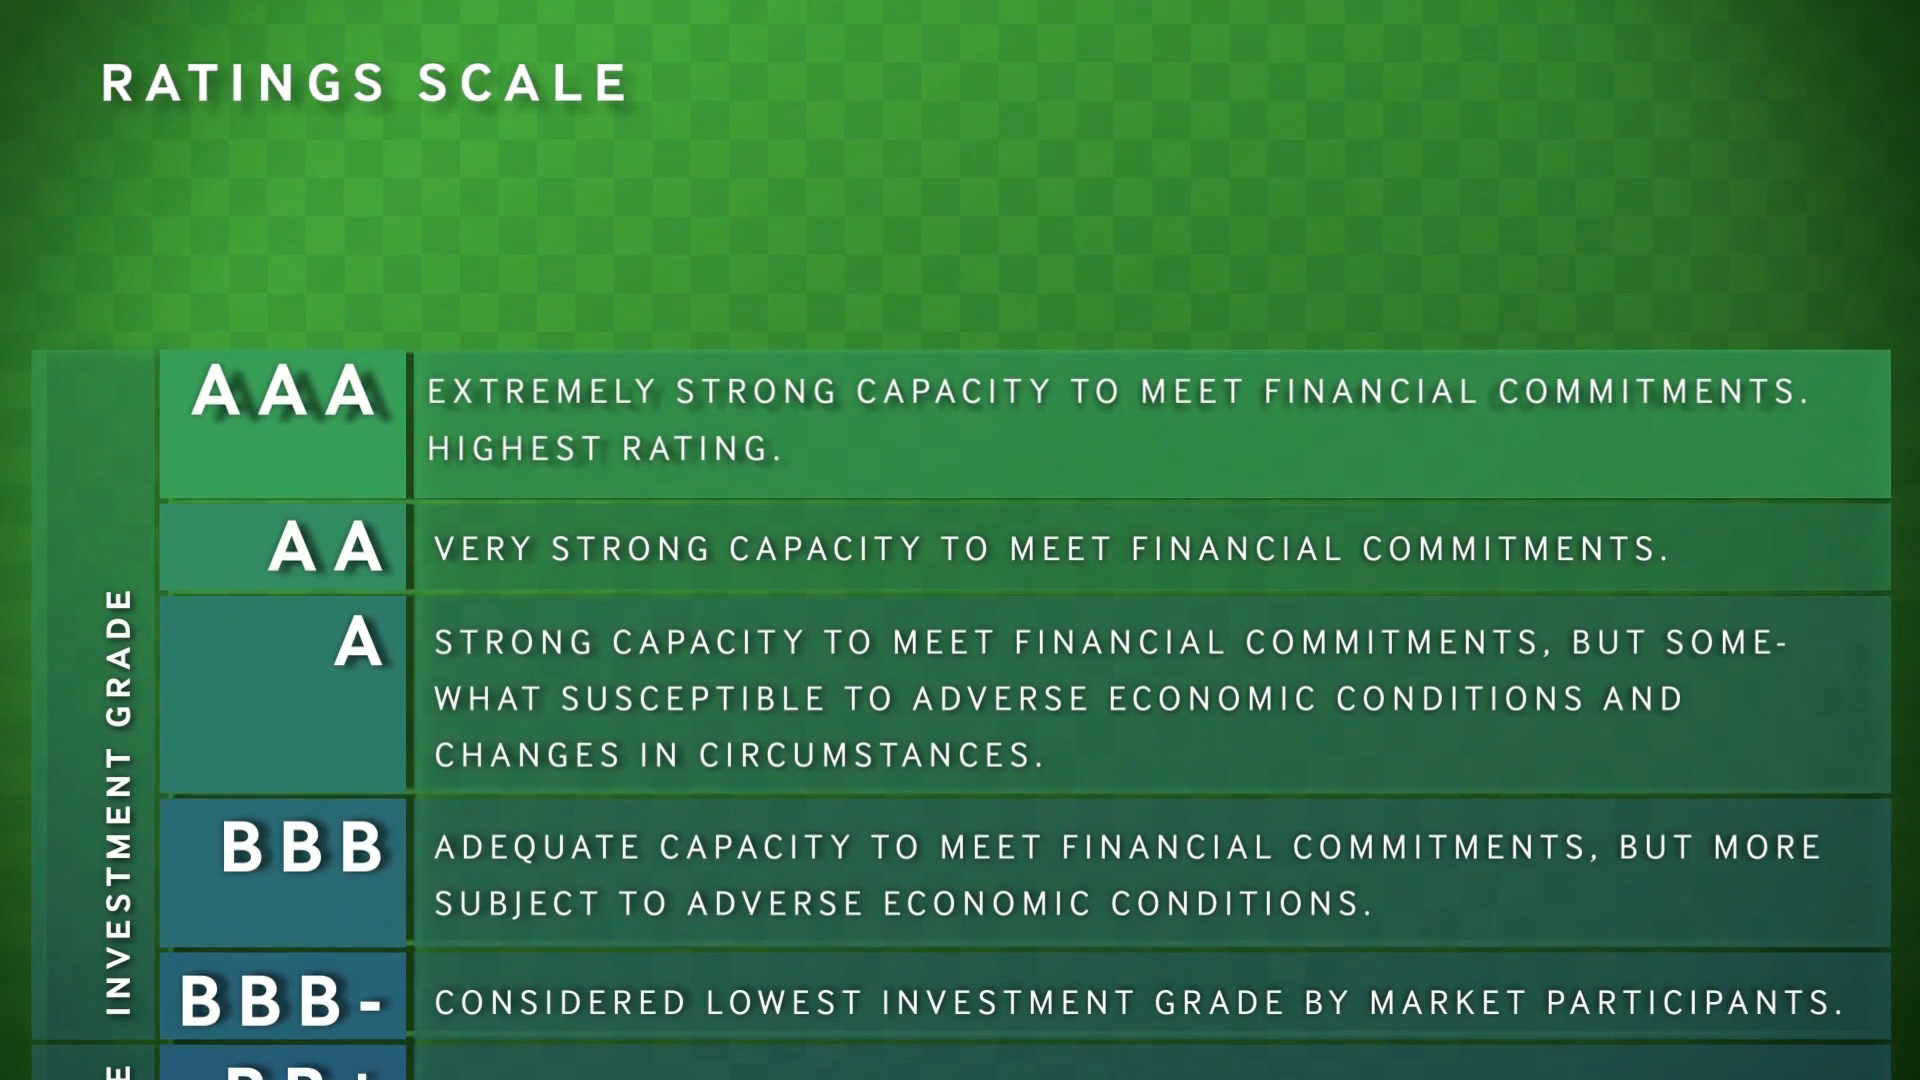 RATINGS SCALE
AAA
EXTREMELY STRONG CAPACITY TO MEET FINANCIAL COMMITMENTS.
HIGHEST RATING.
AA
VERY STRONG CAPACITY TO MEET FINANCIAL COMMITMENTS.
A
STRONG CAPACITY TO MEET FINANCIAL COMMITMENTS, BUT SOME-
WHAT SUSCEPTIBLE TO ADVERSE ECONOMIC CONDITIONS AND
CHANGES IN CIRCUMSTANCES.
BBB
ADEQUATE CAPACITY TO MEET FINANCIAL COMMITMENTS, BUT MORE
SUBJECT TO ADVERSE ECONOMIC CONDITIONS.
BBB-
CONSIDERED LOWEST INVESTMENT GRADE BY MARKET PARTICIPANTS.
INVESTMENT GRADE